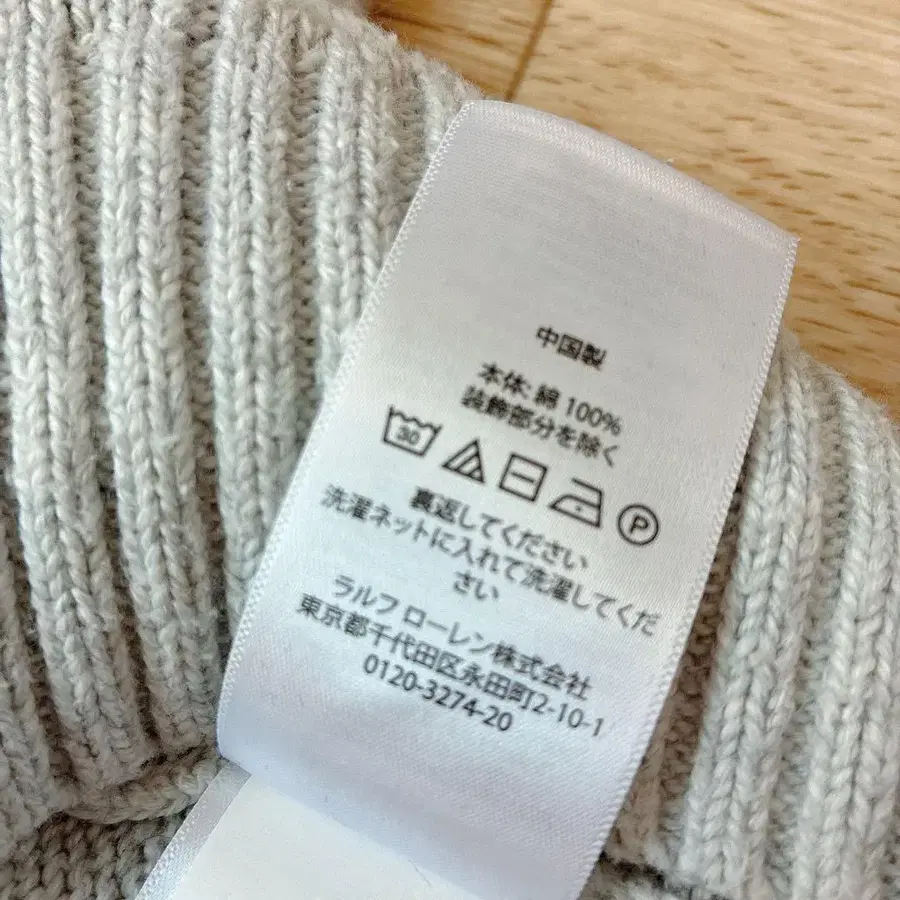 中国製
本体: 綿 100%
装飾部分を除く
30 P
裏返してください
洗濯ネットに入れて洗濯してくだ
さい
ラルフ ローレン株式会社
東京都千代田区永田町2-10-1
0120-3274-20